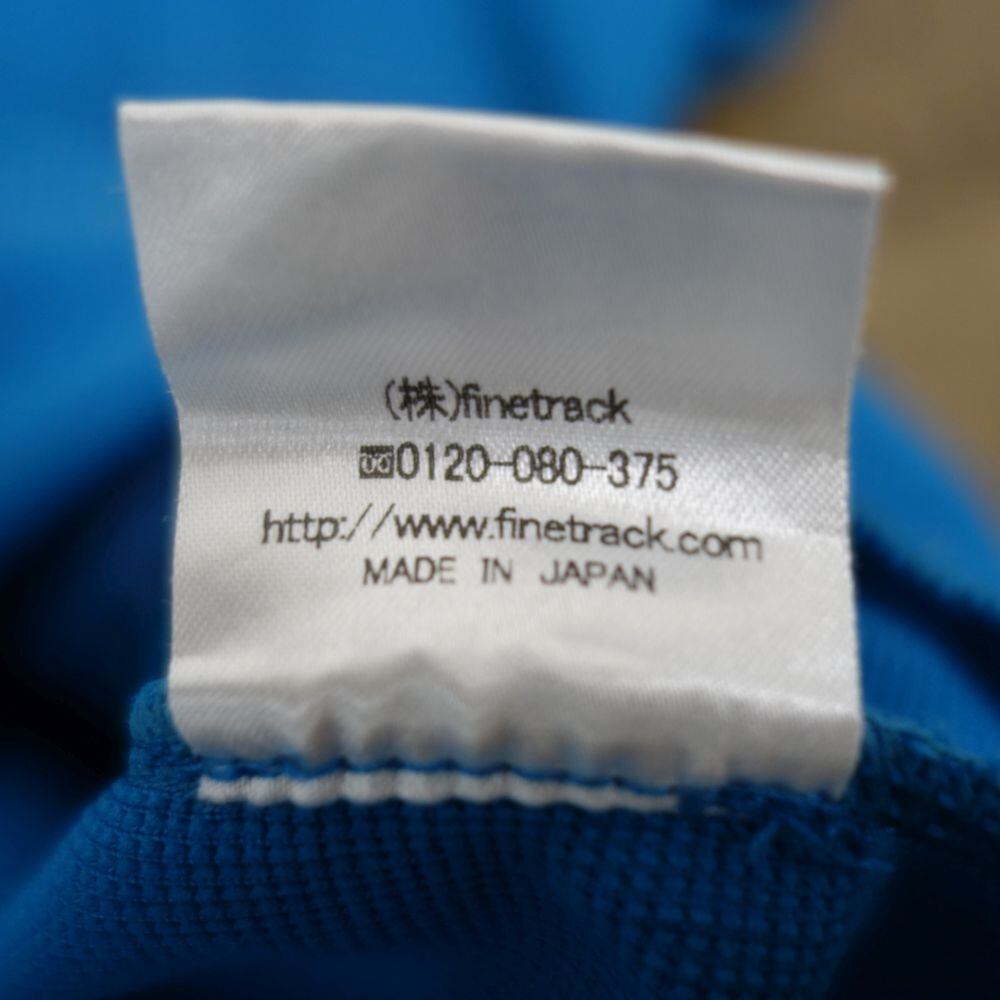 (株)finetrack
0120-080-375
http://www.finetrack.com
MADE IN JAPAN